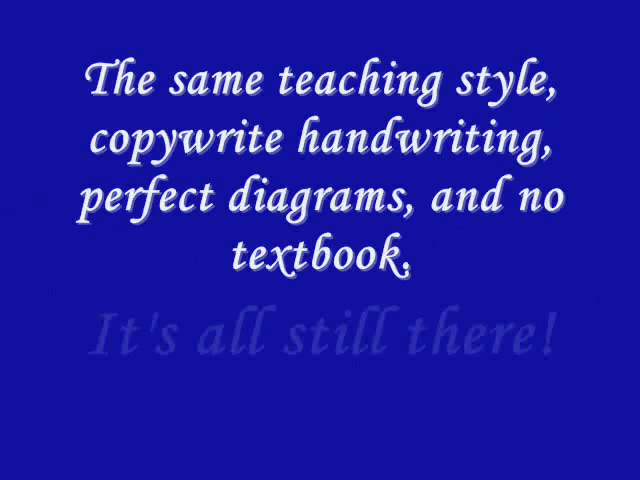 The same teaching style,
copywrite handwriting,
perfect diagrams, and no
textbook.
It's all still there!